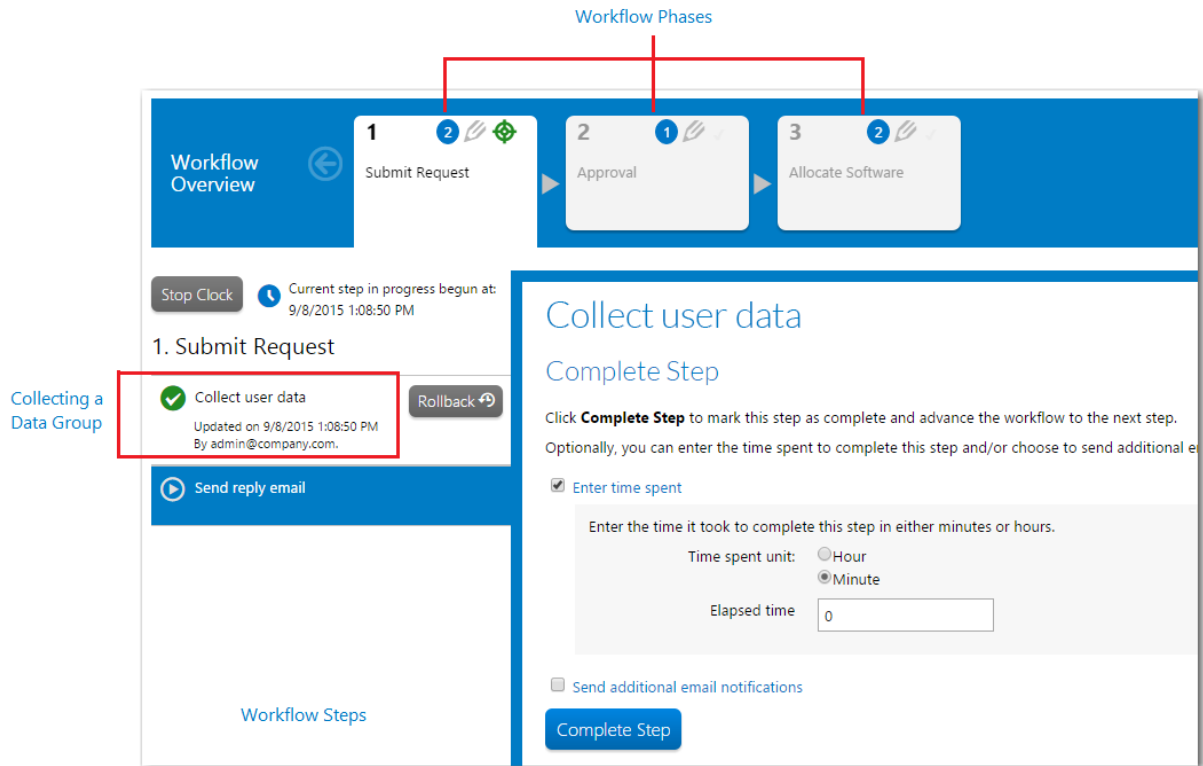 Workflow Phases
Workflow
Overview
1
2
Submit Request
2
1
Approval
3
2
Allocate Software
Stop Clock
Current step in progress begun at:
9/8/2015 1:08:50 PM
1. Submit Request
Collecting a
Data Group
Collect user data
Updated on 9/8/2015 1:08:50 PM
By admin@company.com.
Rollback
Send reply email
Workflow Steps
Collect user data
Complete Step
Click Complete Step to mark this step as complete and advance the workflow to the next step.
Optionally, you can enter the time spent to complete this step and/or choose to send additional
Enter time spent
Enter the time it took to complete this step in either minutes or hours.
Time spent unit:
Hour
Minute
Elapsed time
0
Send additional email notifications
Complete Step